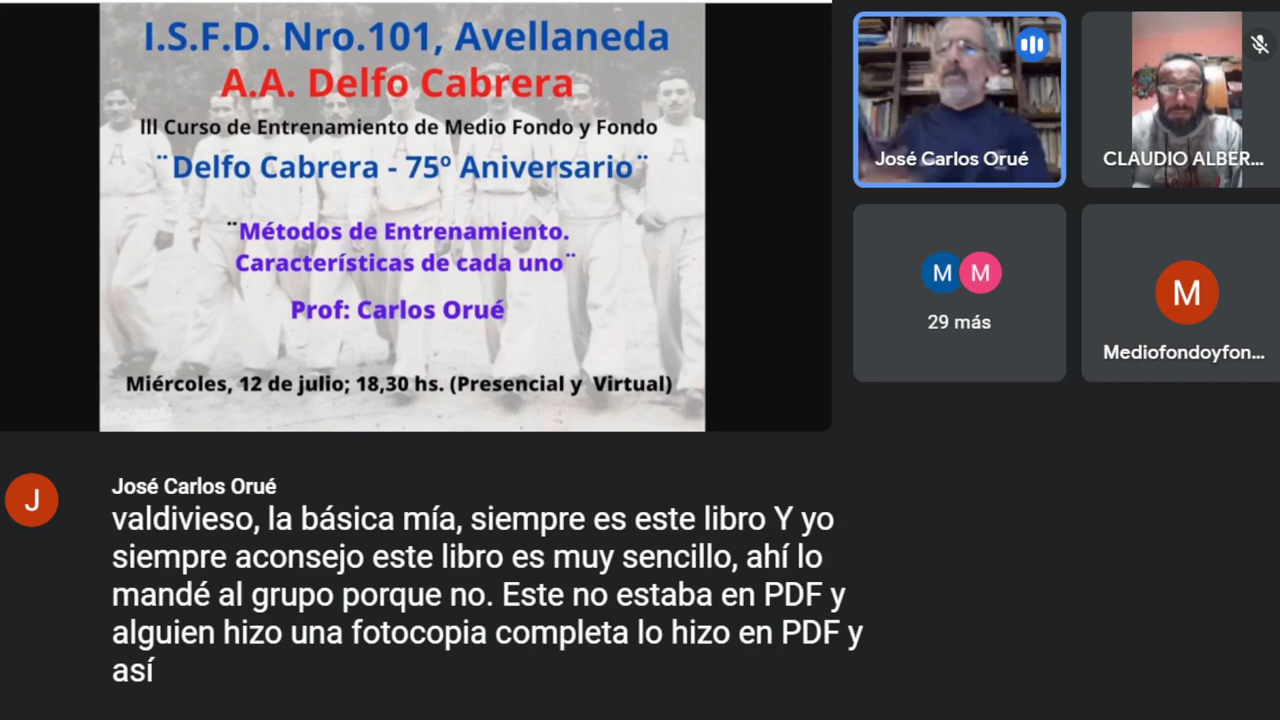 I.S.F.D. Nro.101, Avellaneda
A.A. Delfo Cabrera
lll Curso de Entrenamiento de Medio Fondo y Fondo
¨Delfo Cabrera - 75º Aniversario¨
¨Métodos de Entrenamiento.
Características de cada uno¨
Prof: Carlos Orué
Miércoles, 12 de julio; 18,30 hs. (Presencial y Virtual)
A
A
José Carlos Orué
CLAUDIO ALBER...
M M
29 más
M
Mediofondoyfon...
J
José Carlos Orué
valdivieso, la básica mía, siempre es este libro Y yo
siempre aconsejo este libro es muy sencillo, ahí lo
mandé al grupo porque no. Este no estaba en PDF y
alguien hizo una fotocopia completa lo hizo en PDF y
así